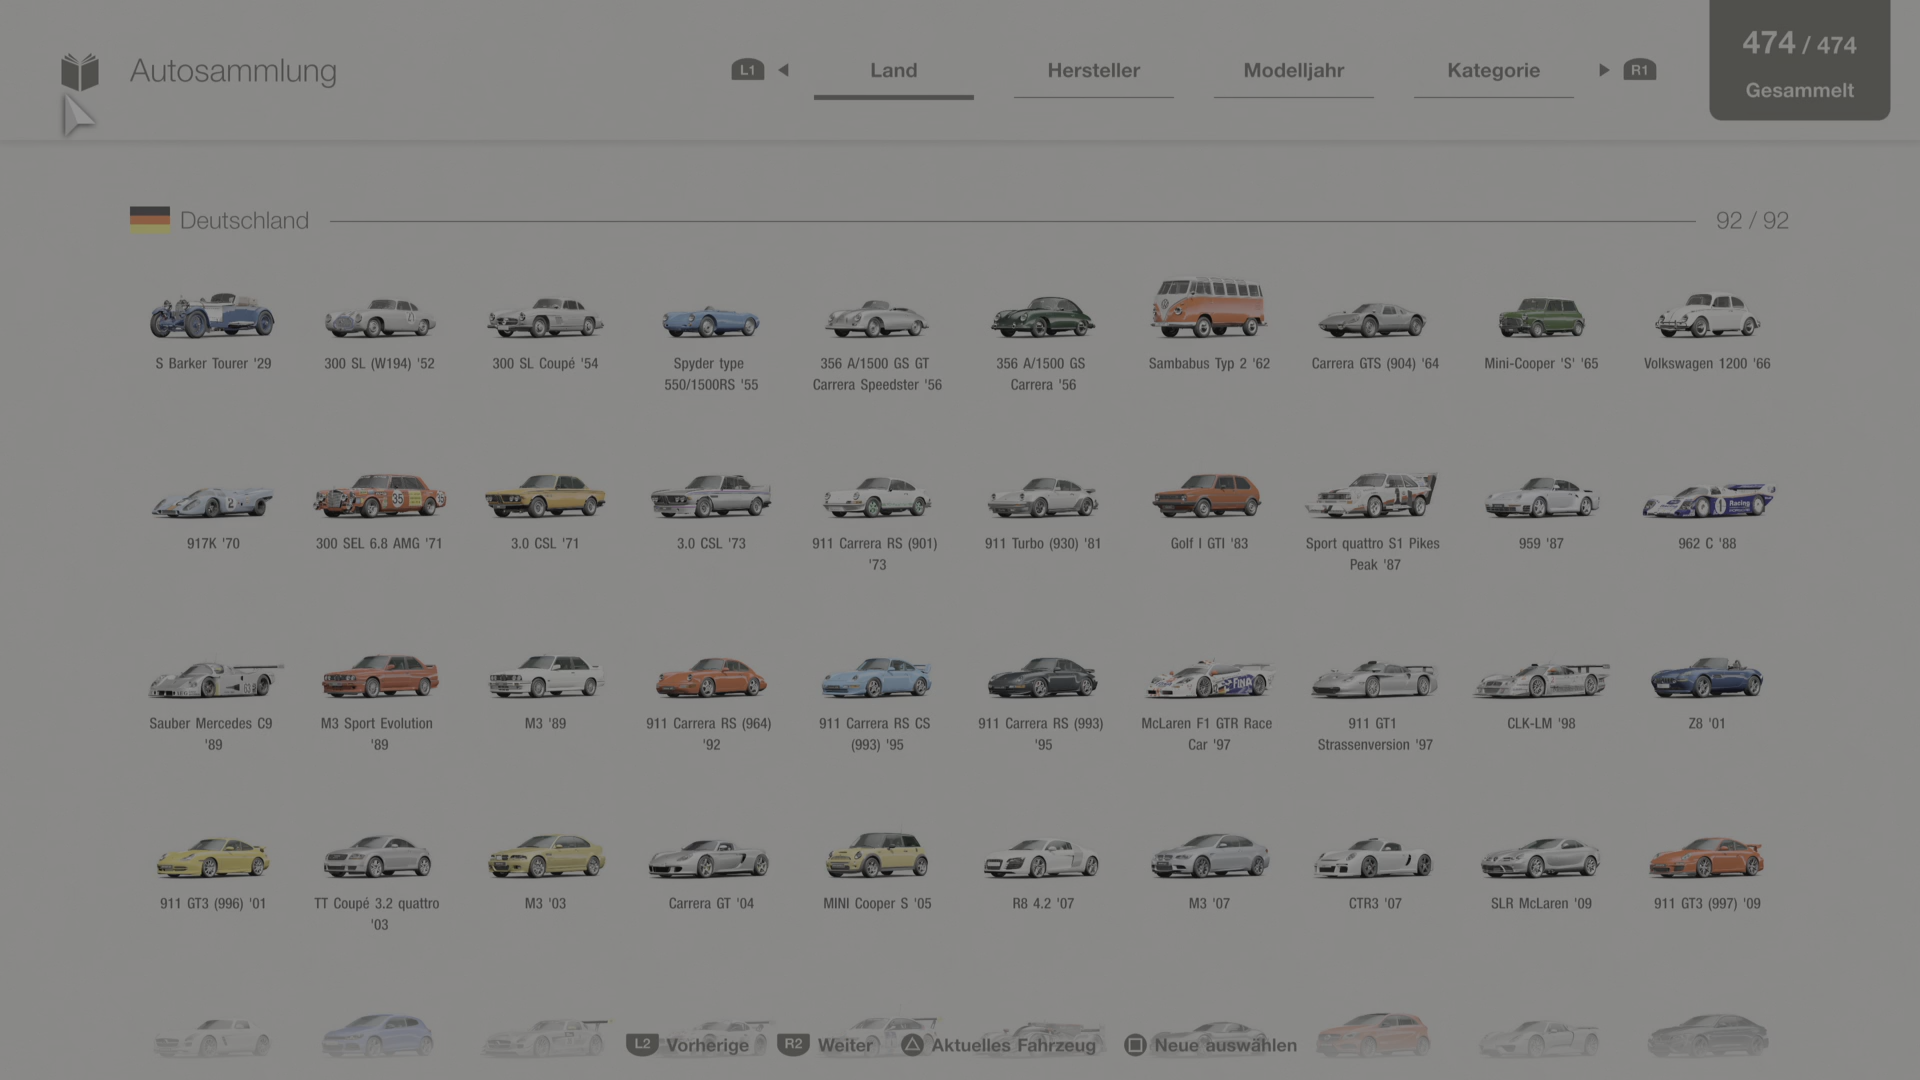 Autosammlung
L1
Land
Hersteller
Modelljahr
Kategorie
R1
474 / 474
Gesammelt
Deutschland
92 / 92
S Barker Tourer '29
300 SL (W194) '52
300 SL Coupé '54
Spyder type
550/1500RS '55
356 A/1500 GS GT
Carrera Speedster '56
356 A/1500 GS
Carrera '56
Sambabus Typ 2 '62
Carrera GTS (904) '64
Mini-Cooper 'S' '65
Volkswagen 1200 '66
917K '70
300 SEL 6.8 AMG '71
3.0 CSL '71
3.0 CSL '73
911 Carrera RS (901)
'73
911 Turbo (930) '81
Golf I GTI '83
Sport quattro S1 Pikes
Peak '87
959 '87
962 C '88
Sauber Mercedes C9
'89
M3 Sport Evolution
'89
M3 '89
911 Carrera RS (964)
'92
911 Carrera RS CS
(993) '95
911 Carrera RS (993)
'95
McLaren F1 GTR Race
Car '97
911 GT1
Strassenversion '97
CLK-LM '98
Z8 '01
911 GT3 (996) '01
TT Coupé 3.2 quattro
'03
M3 '03
Carrera GT '04
MINI Cooper S '05
R8 4.2 '07
M3 '07
CTR3 '07
SLR McLaren '09
911 GT3 (997) '09
L2 Vorherige
R2 Weiter
Aktuelles Fahrzeug
Neue auswählen